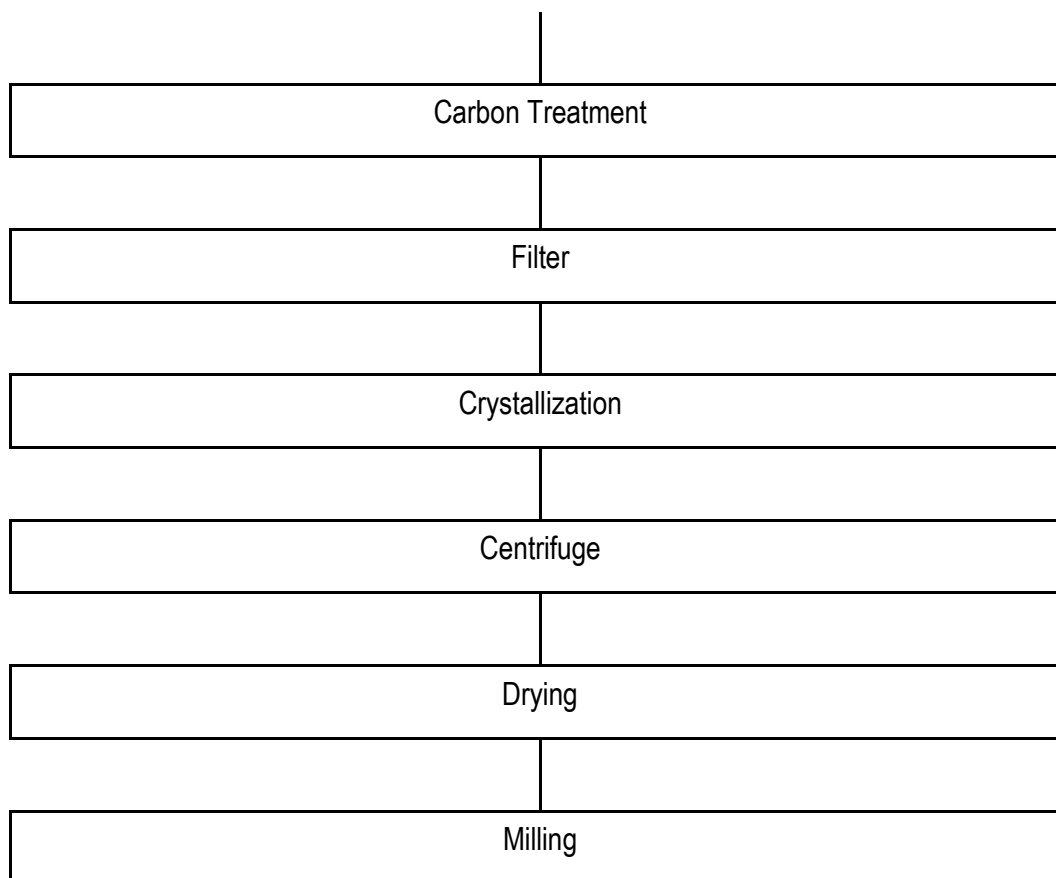 Carbon Treatment
Filter
Crystallization
Centrifuge
Drying
Milling